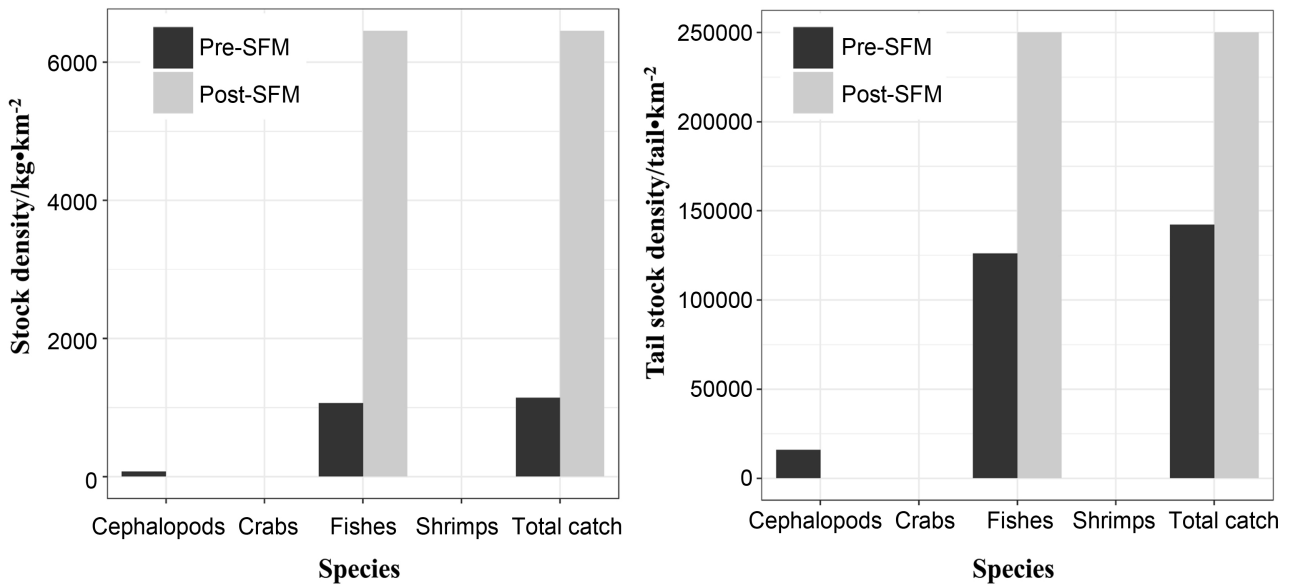 Stock density/kg•km-2
6000
4000
2000
0
Pre-SFM
Post-SFM
Cephalopods Crabs Fishes Shrimps Total catch
Species
Tail stock density/tail•km-2
250000
200000
150000
100000
50000
0
Pre-SFM
Post-SFM
Cephalopods Crabs Fishes Shrimps Total catch
Species